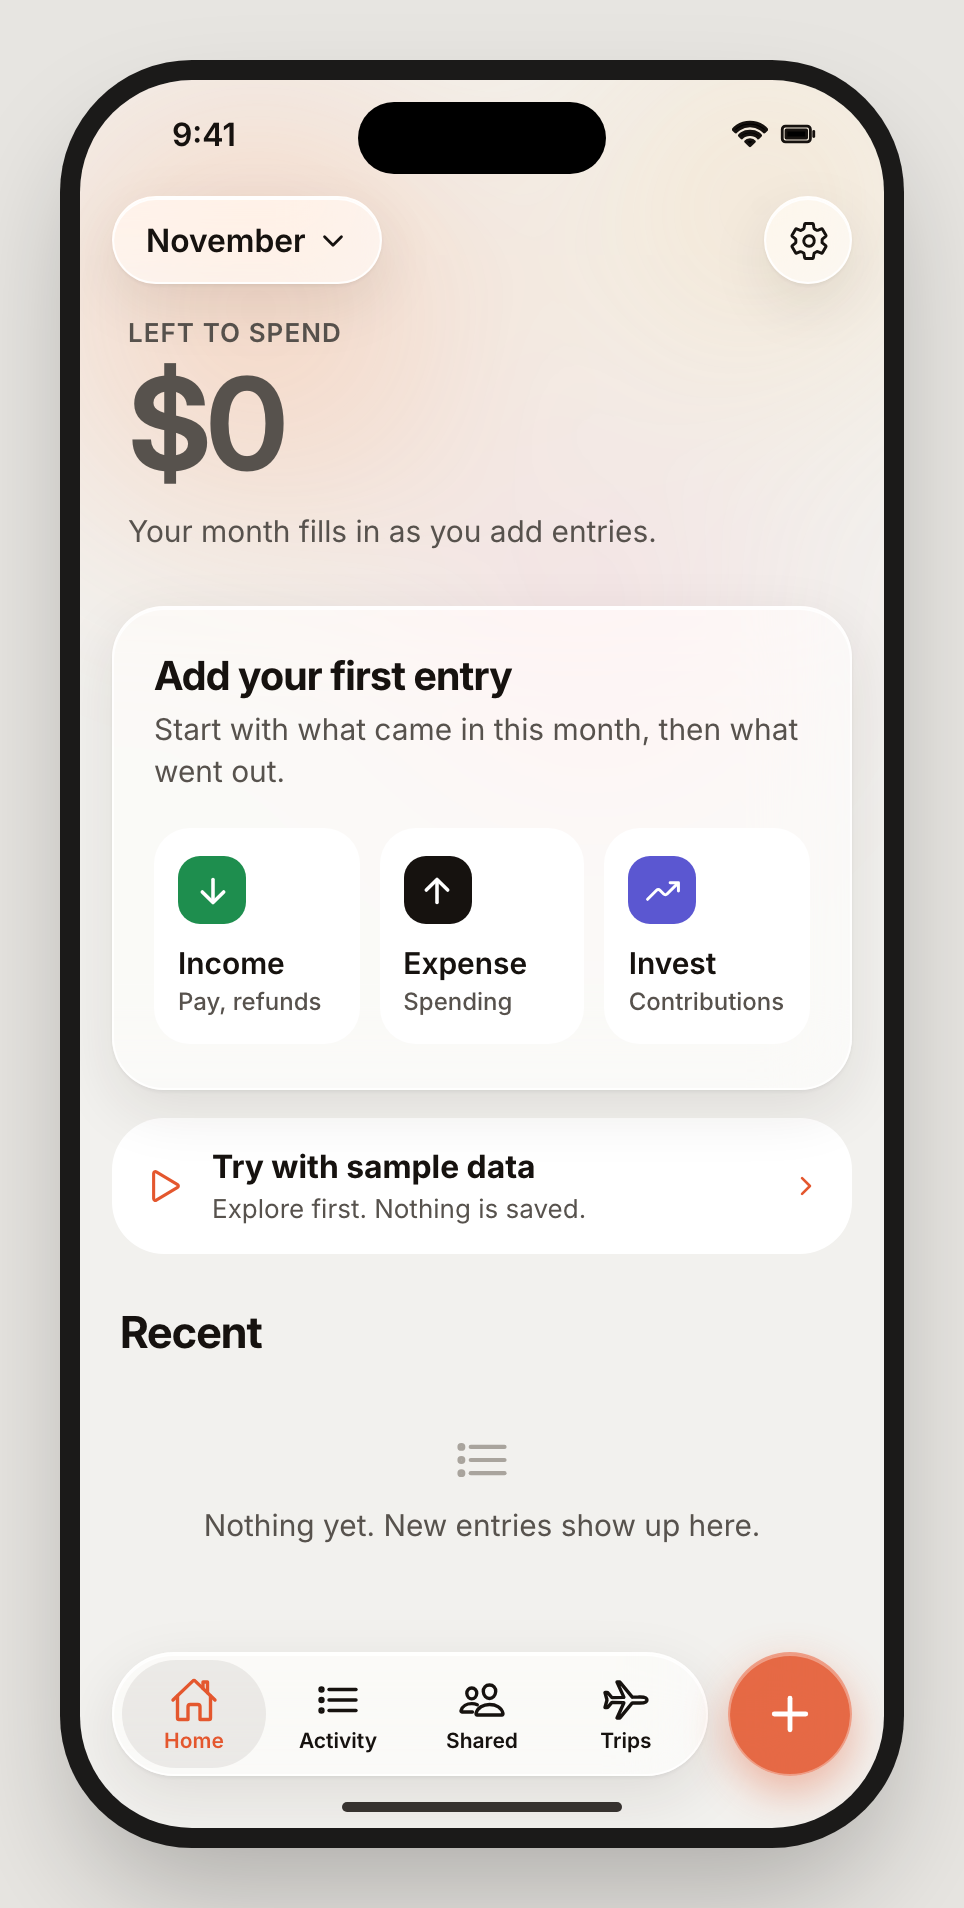 9:41
November
LEFT TO SPEND
$0
Your month fills in as you add entries.
Add your first entry
Start with what came in this month, then what
went out.
Income
Pay, refunds
Expense
Spending
Invest
Contributions
Try with sample data
Explore first. Nothing is saved.
Recent
Nothing yet. New entries show up here.
Home
Activity
Shared
Trips